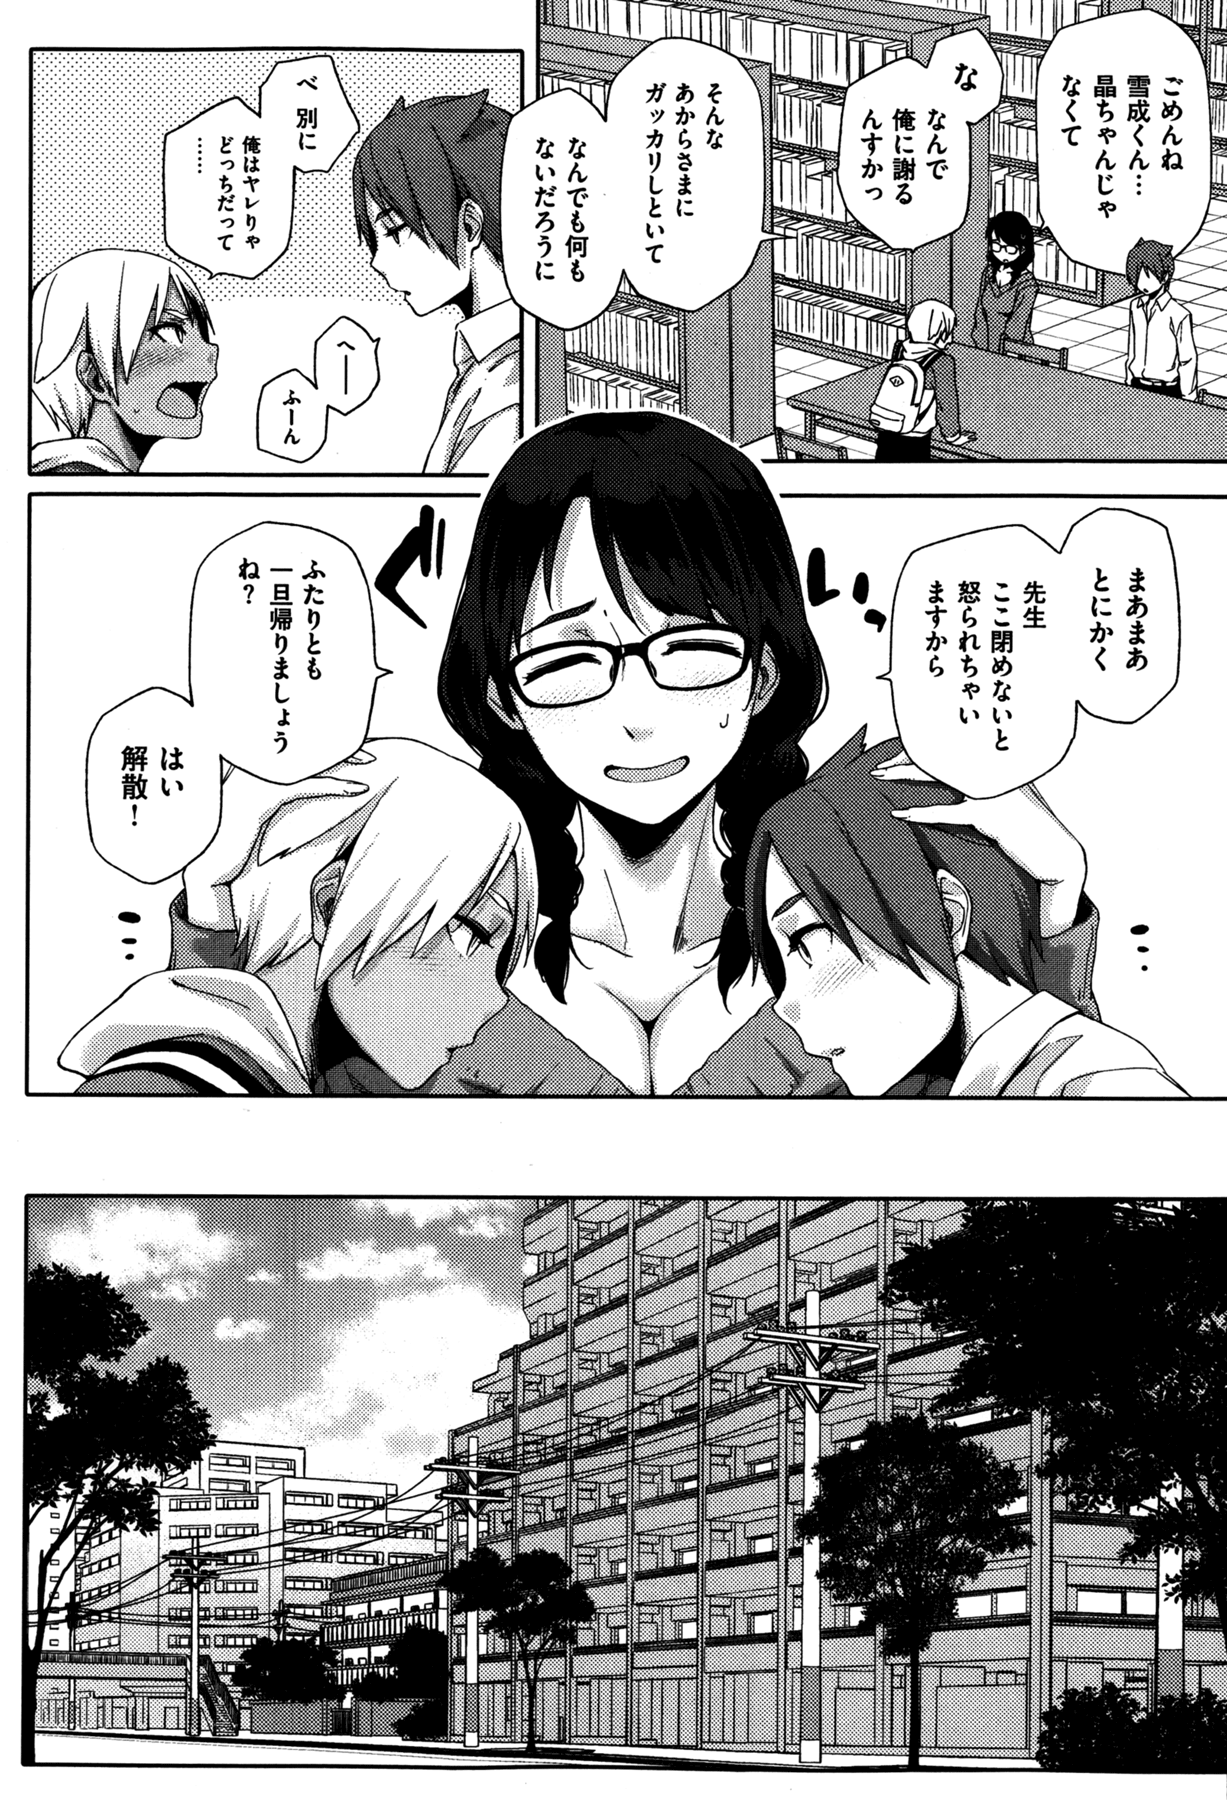 ごめんね
雪成くん…
晶ちゃんじゃ
なくて
な
なんで
俺に謝る
んすかっ
そんな
あからさまに
ガッカリしといて
なんでも何も
ないだろうに
べ 別に
俺はヤレりゃ
どっちだって
……
へー
ふーん
まあまあ
とにかく
先生
ここ閉めないと
怒られちゃい
ますから
ぐい
ふたりとも
一旦帰りましょう
ね?
はい
解散!